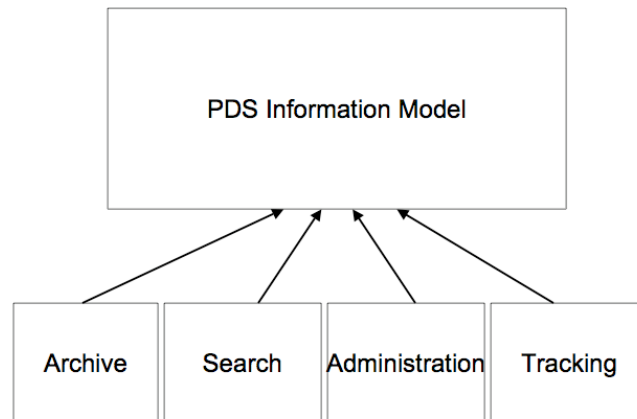 PDS Information Model
Archive
Search
Administration
Tracking